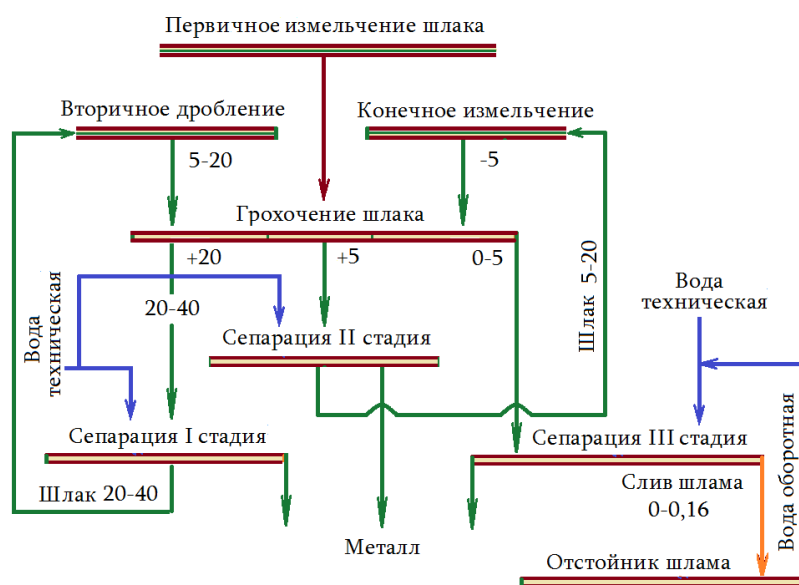 Первичное измельчение шлака
Вторичное дробление
Конечное измельчение
5-20
-5
Грохочение шлака
+20
+5
0-5
Вода
техническая
20-40
Шлак 5-20
Вода
техническая
Сепарация II стадия
Сепарация I стадия
Сепарация III стадия
Шлак 20-40
Слив шлама
0-0,16
Вода оборотная
Металл
Отстойник шлама